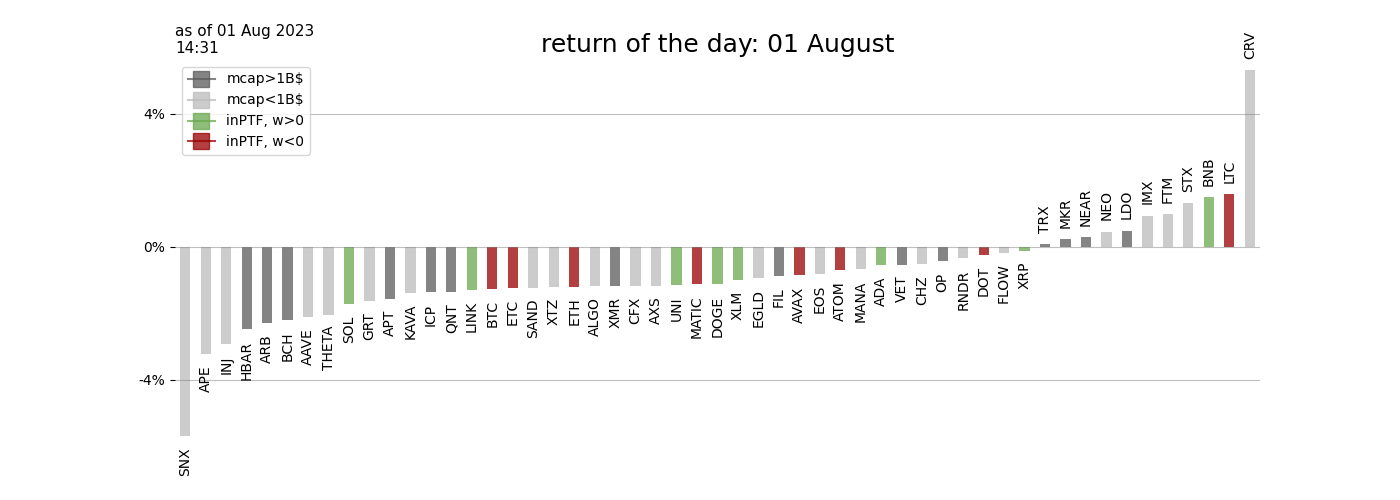 as of 01 Aug 2023
14:31
return of the day: 01 August
mcap>1B$
mcap<1B$
inPTF, w>0
inPTF, w<0
4%
0%
-4%
SNX
APE
INJ
HBAR
ARB
BCH
AAVE
THETA
SOL
GRT
APT
KAVA
ICP
QNT
LINK
BTC
ETC
SAND
XTZ
ETH
ALGO
XMR
CFX
AXS
UNI
MATIC
DOGE
XLM
EGLD
FIL
AVAX
EOS
ATOM
MANA
ADA
VET
CHZ
OP
RNDR
DOT
FLOW
XRP
TRX
MKR
NEAR
NEO
LDO
IMX
FTM
STX
BNB
LTC
CRV